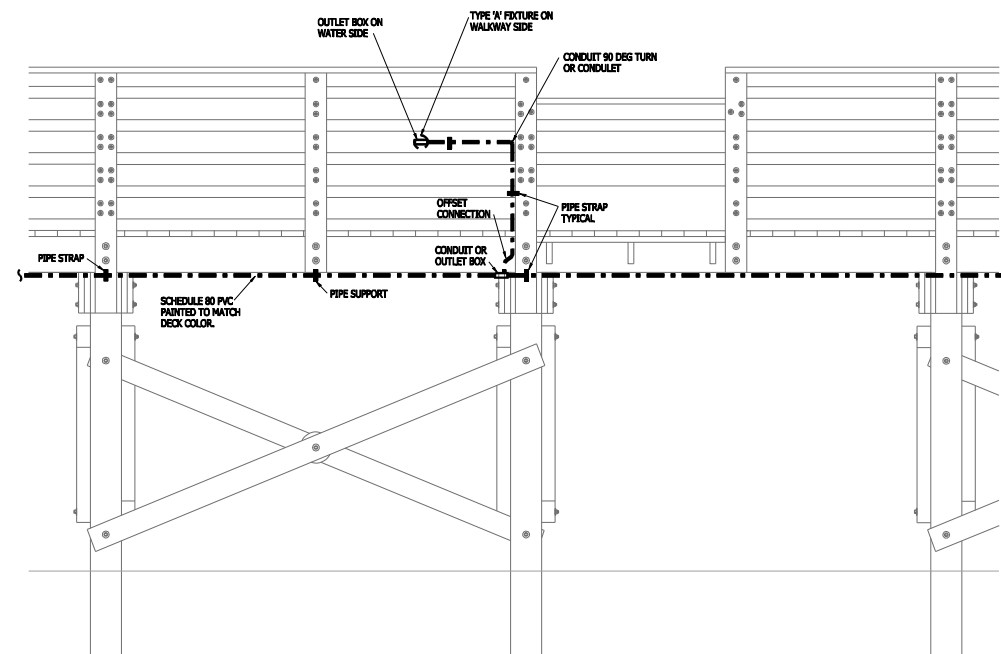 OUTLET BOX ON
WATER SIDE
TYPE 'A' FIXTURE ON
WALKWAY SIDE
CONDUIT 90 DEG TURN
OR CONDULET
OFFSET
CONNECTION
PIPE STRAP
TYPICAL
CONDUIT OR
OUTLET BOX
PIPE STRAP
PIPE SUPPORT
SCHEDULE 80 PVC
PAINTED TO MATCH
DECK COLOR.